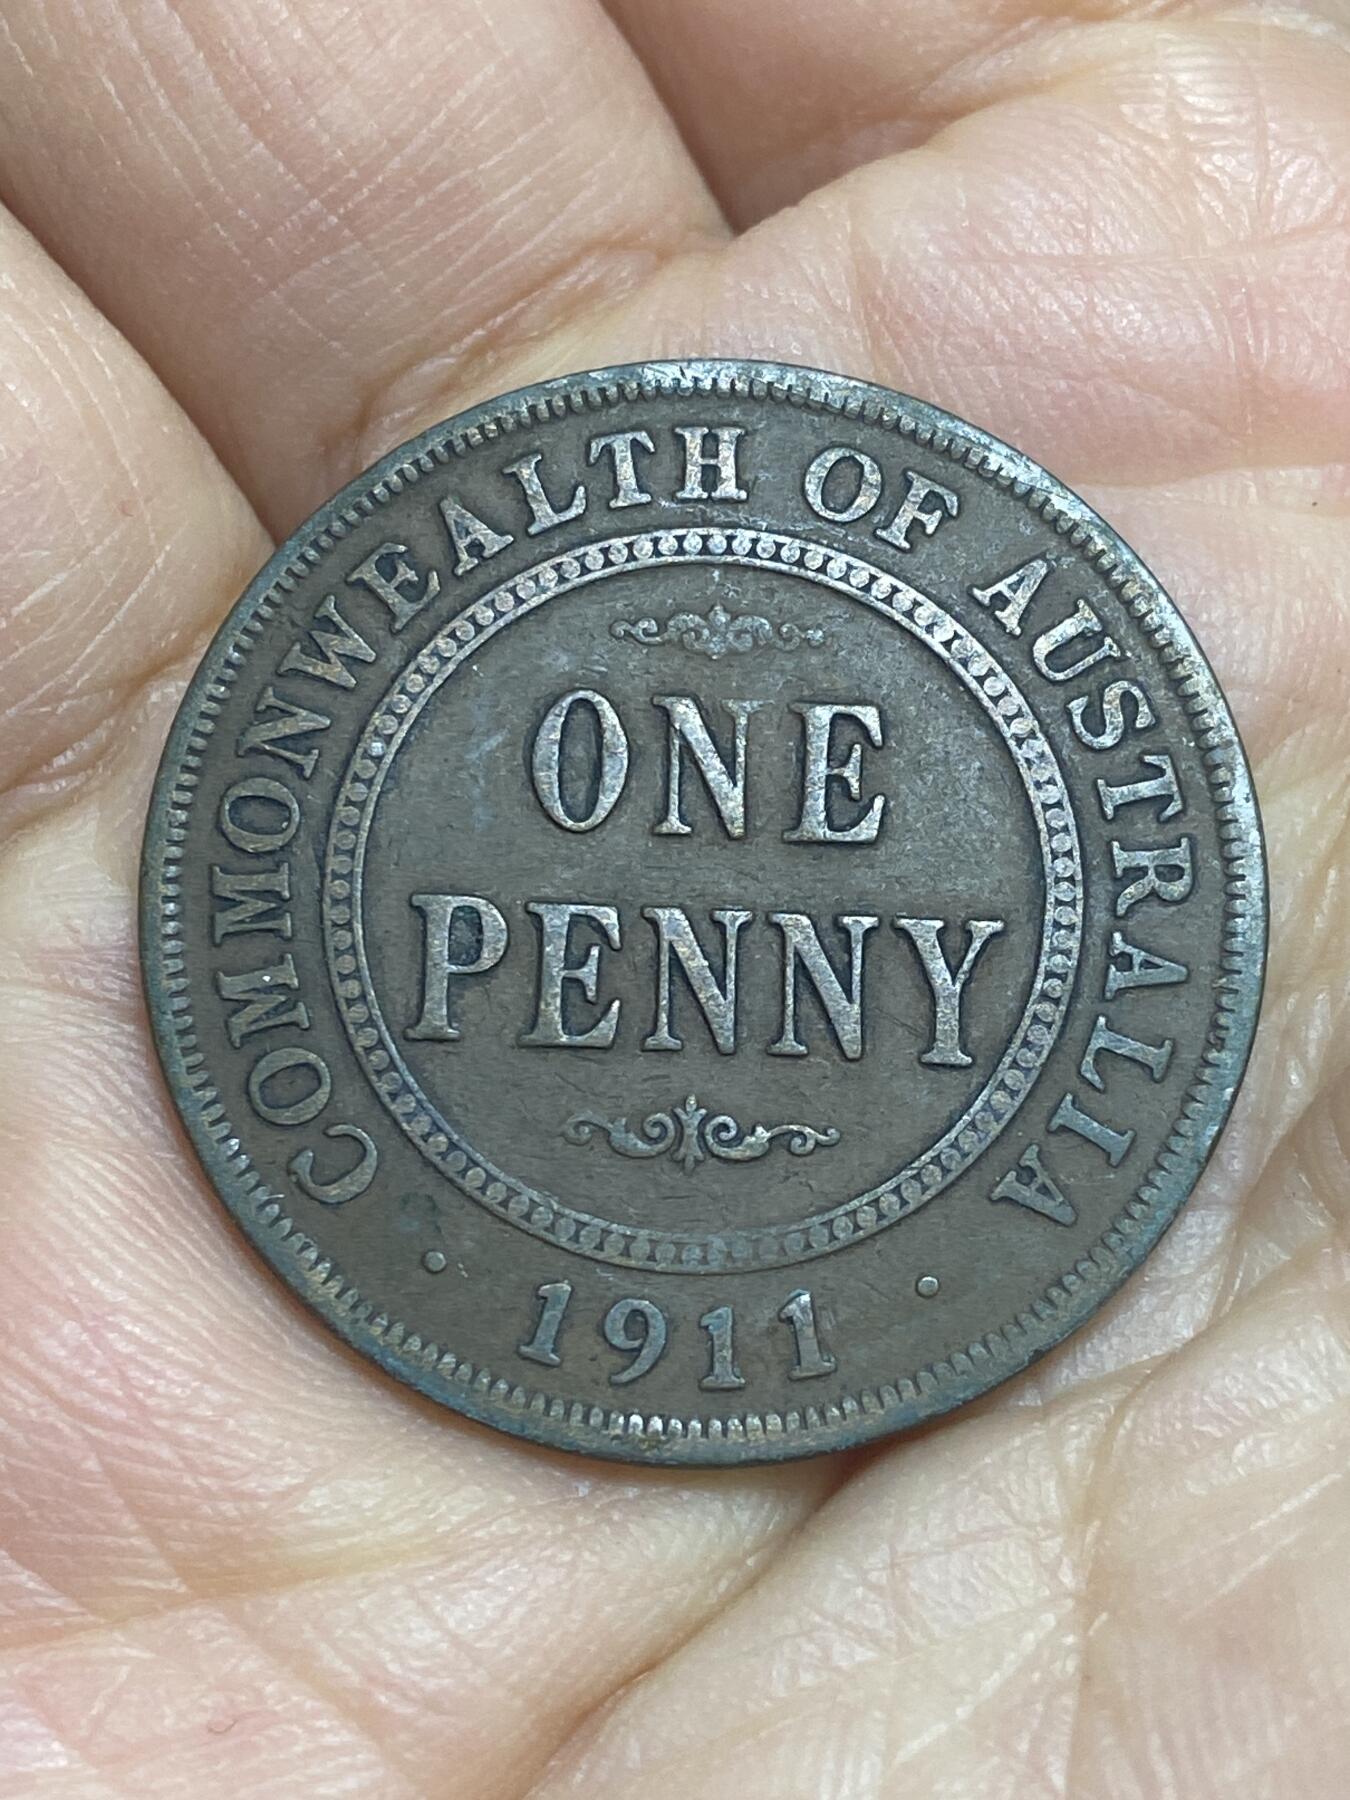 COMMONWEALTH OF AUSTRALIA
ONE
PENNY
· 1911 ·